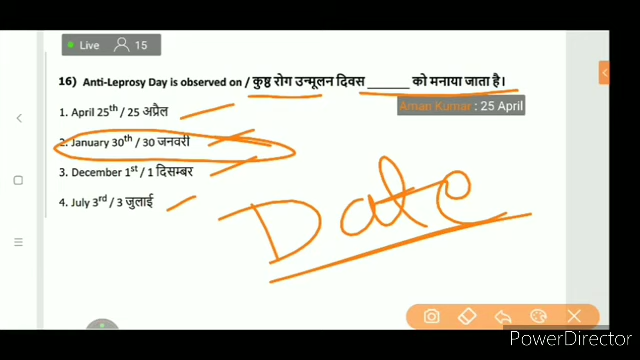 Live 15
16) Anti-Leprosy Day is observed on / कुष्ठ रोग उन्मूलन दिवस ______ को मनाया जाता है।
Aman Kumar : 25 April
1. April 25th / 25 अप्रैल
2. January 30th / 30 जनवरी
3. December 1st / 1 दिसम्बर
4. July 3rd / 3 जुलाई
Date
PowerDirector